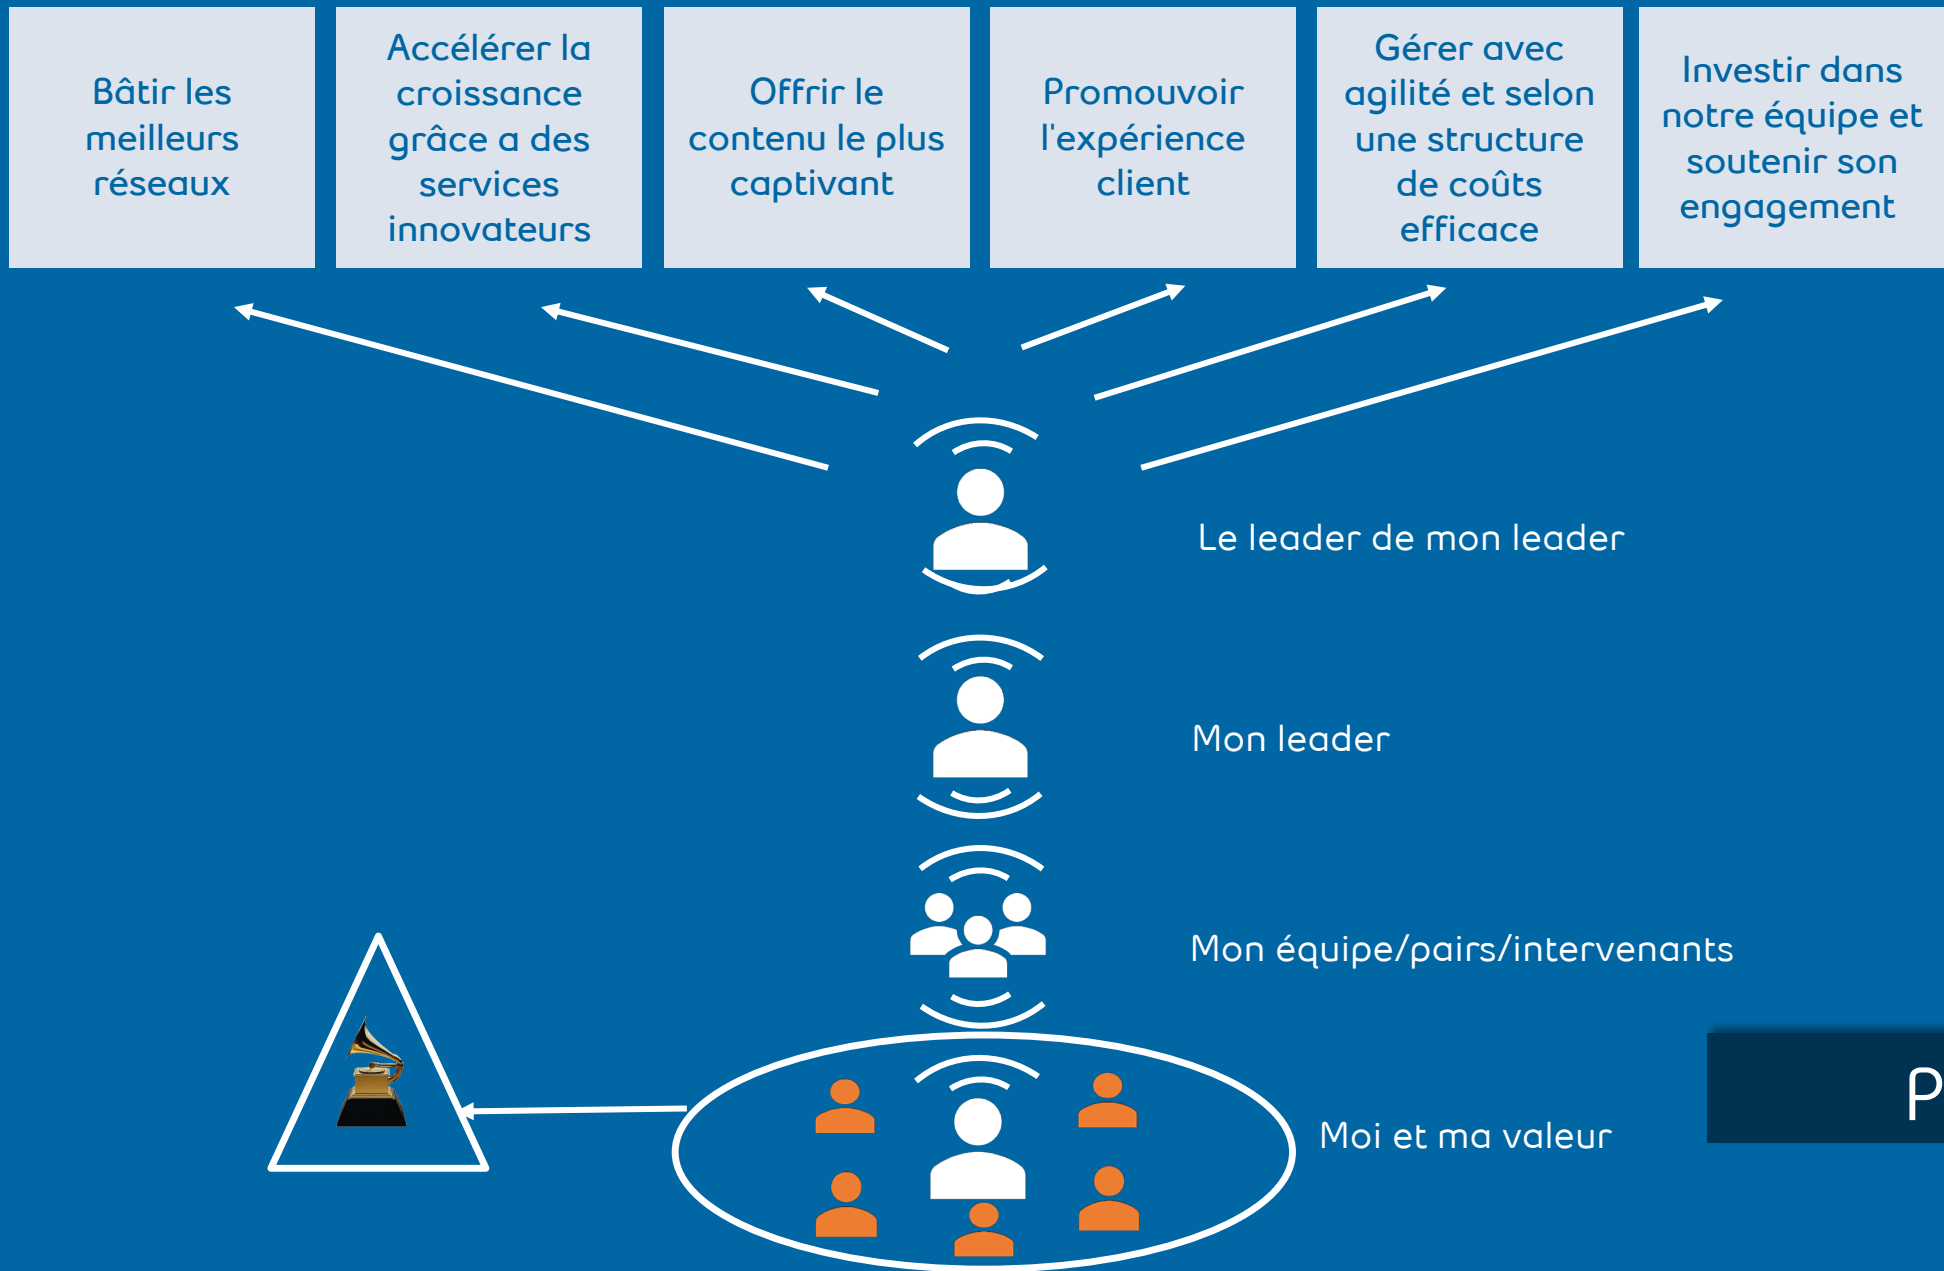 Bâtir les
meilleurs
réseaux
Accélérer la
croissance
grâce a des
services
innovateurs
Offrir le
contenu le plus
captivant
Promouvoir
l'expérience
client
Gérer avec
agilité et selon
une structure
de coûts
efficace
Investir dans
notre équipe et
soutenir son
engagement
Le leader de mon leader
Mon leader
Mon équipe/pairs/intervenants
Moi et ma valeur
P